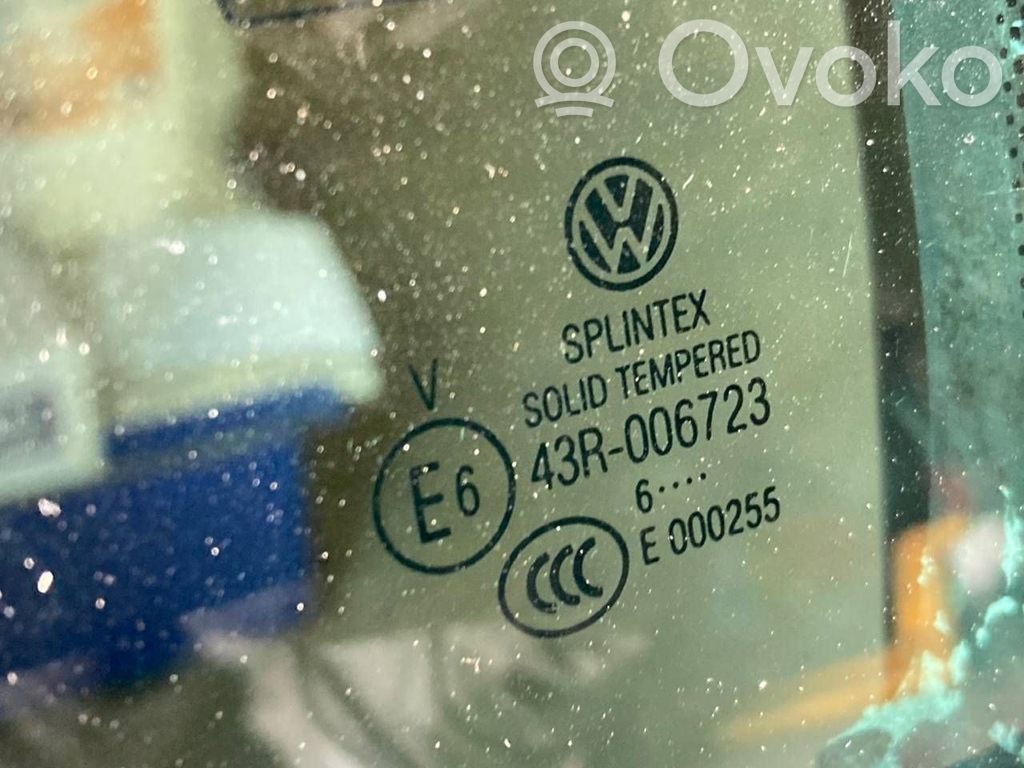 Ovoko
SPLINTEX
SOLID TEMPERED
V
43R-006723
E6
6····
E 000255
CCC